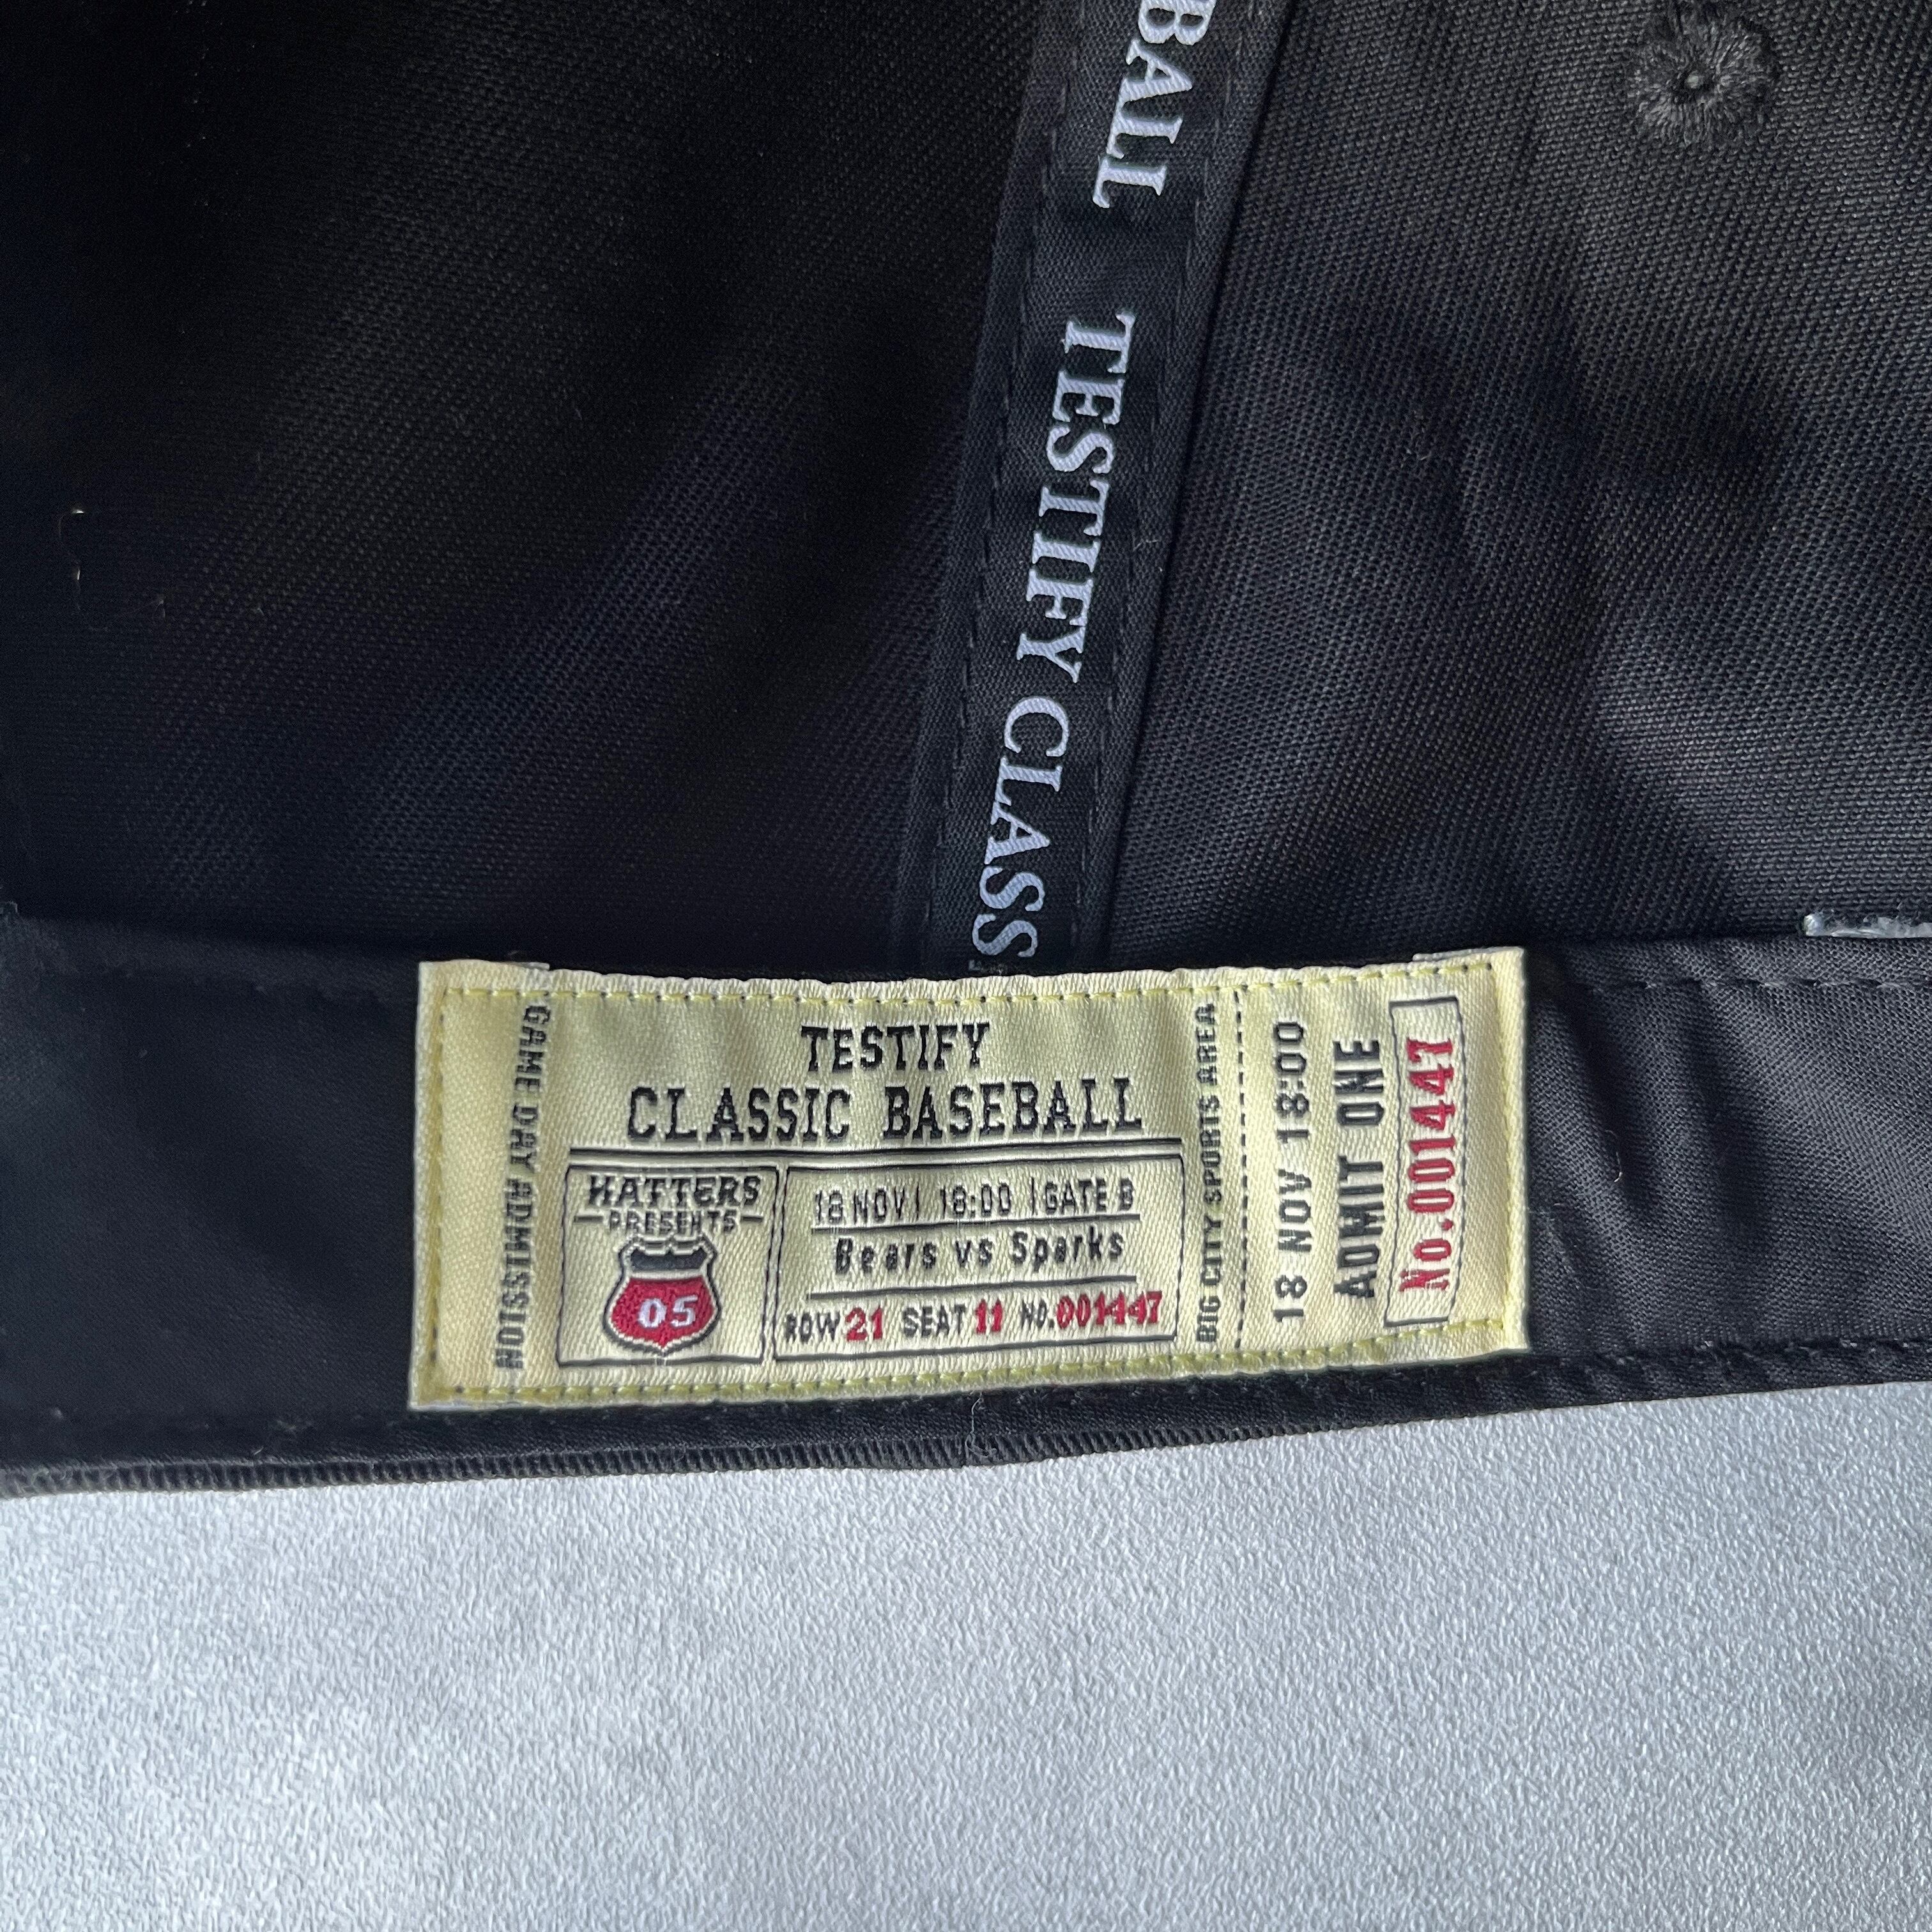 BALL
TESTIFY CLASS
GAME DAY ADMISSION
TESTIFY
CLASSIC BASEBALL
HATTERS
PRESENTS
05
18 NOV | 18:00 | GATE B
Bears vs Sparks
ROW 21 SEAT 11 NO.001447
BIG CITY SPORTS AREA
18 NOV 18:00
ADMIT ONE
No.001447